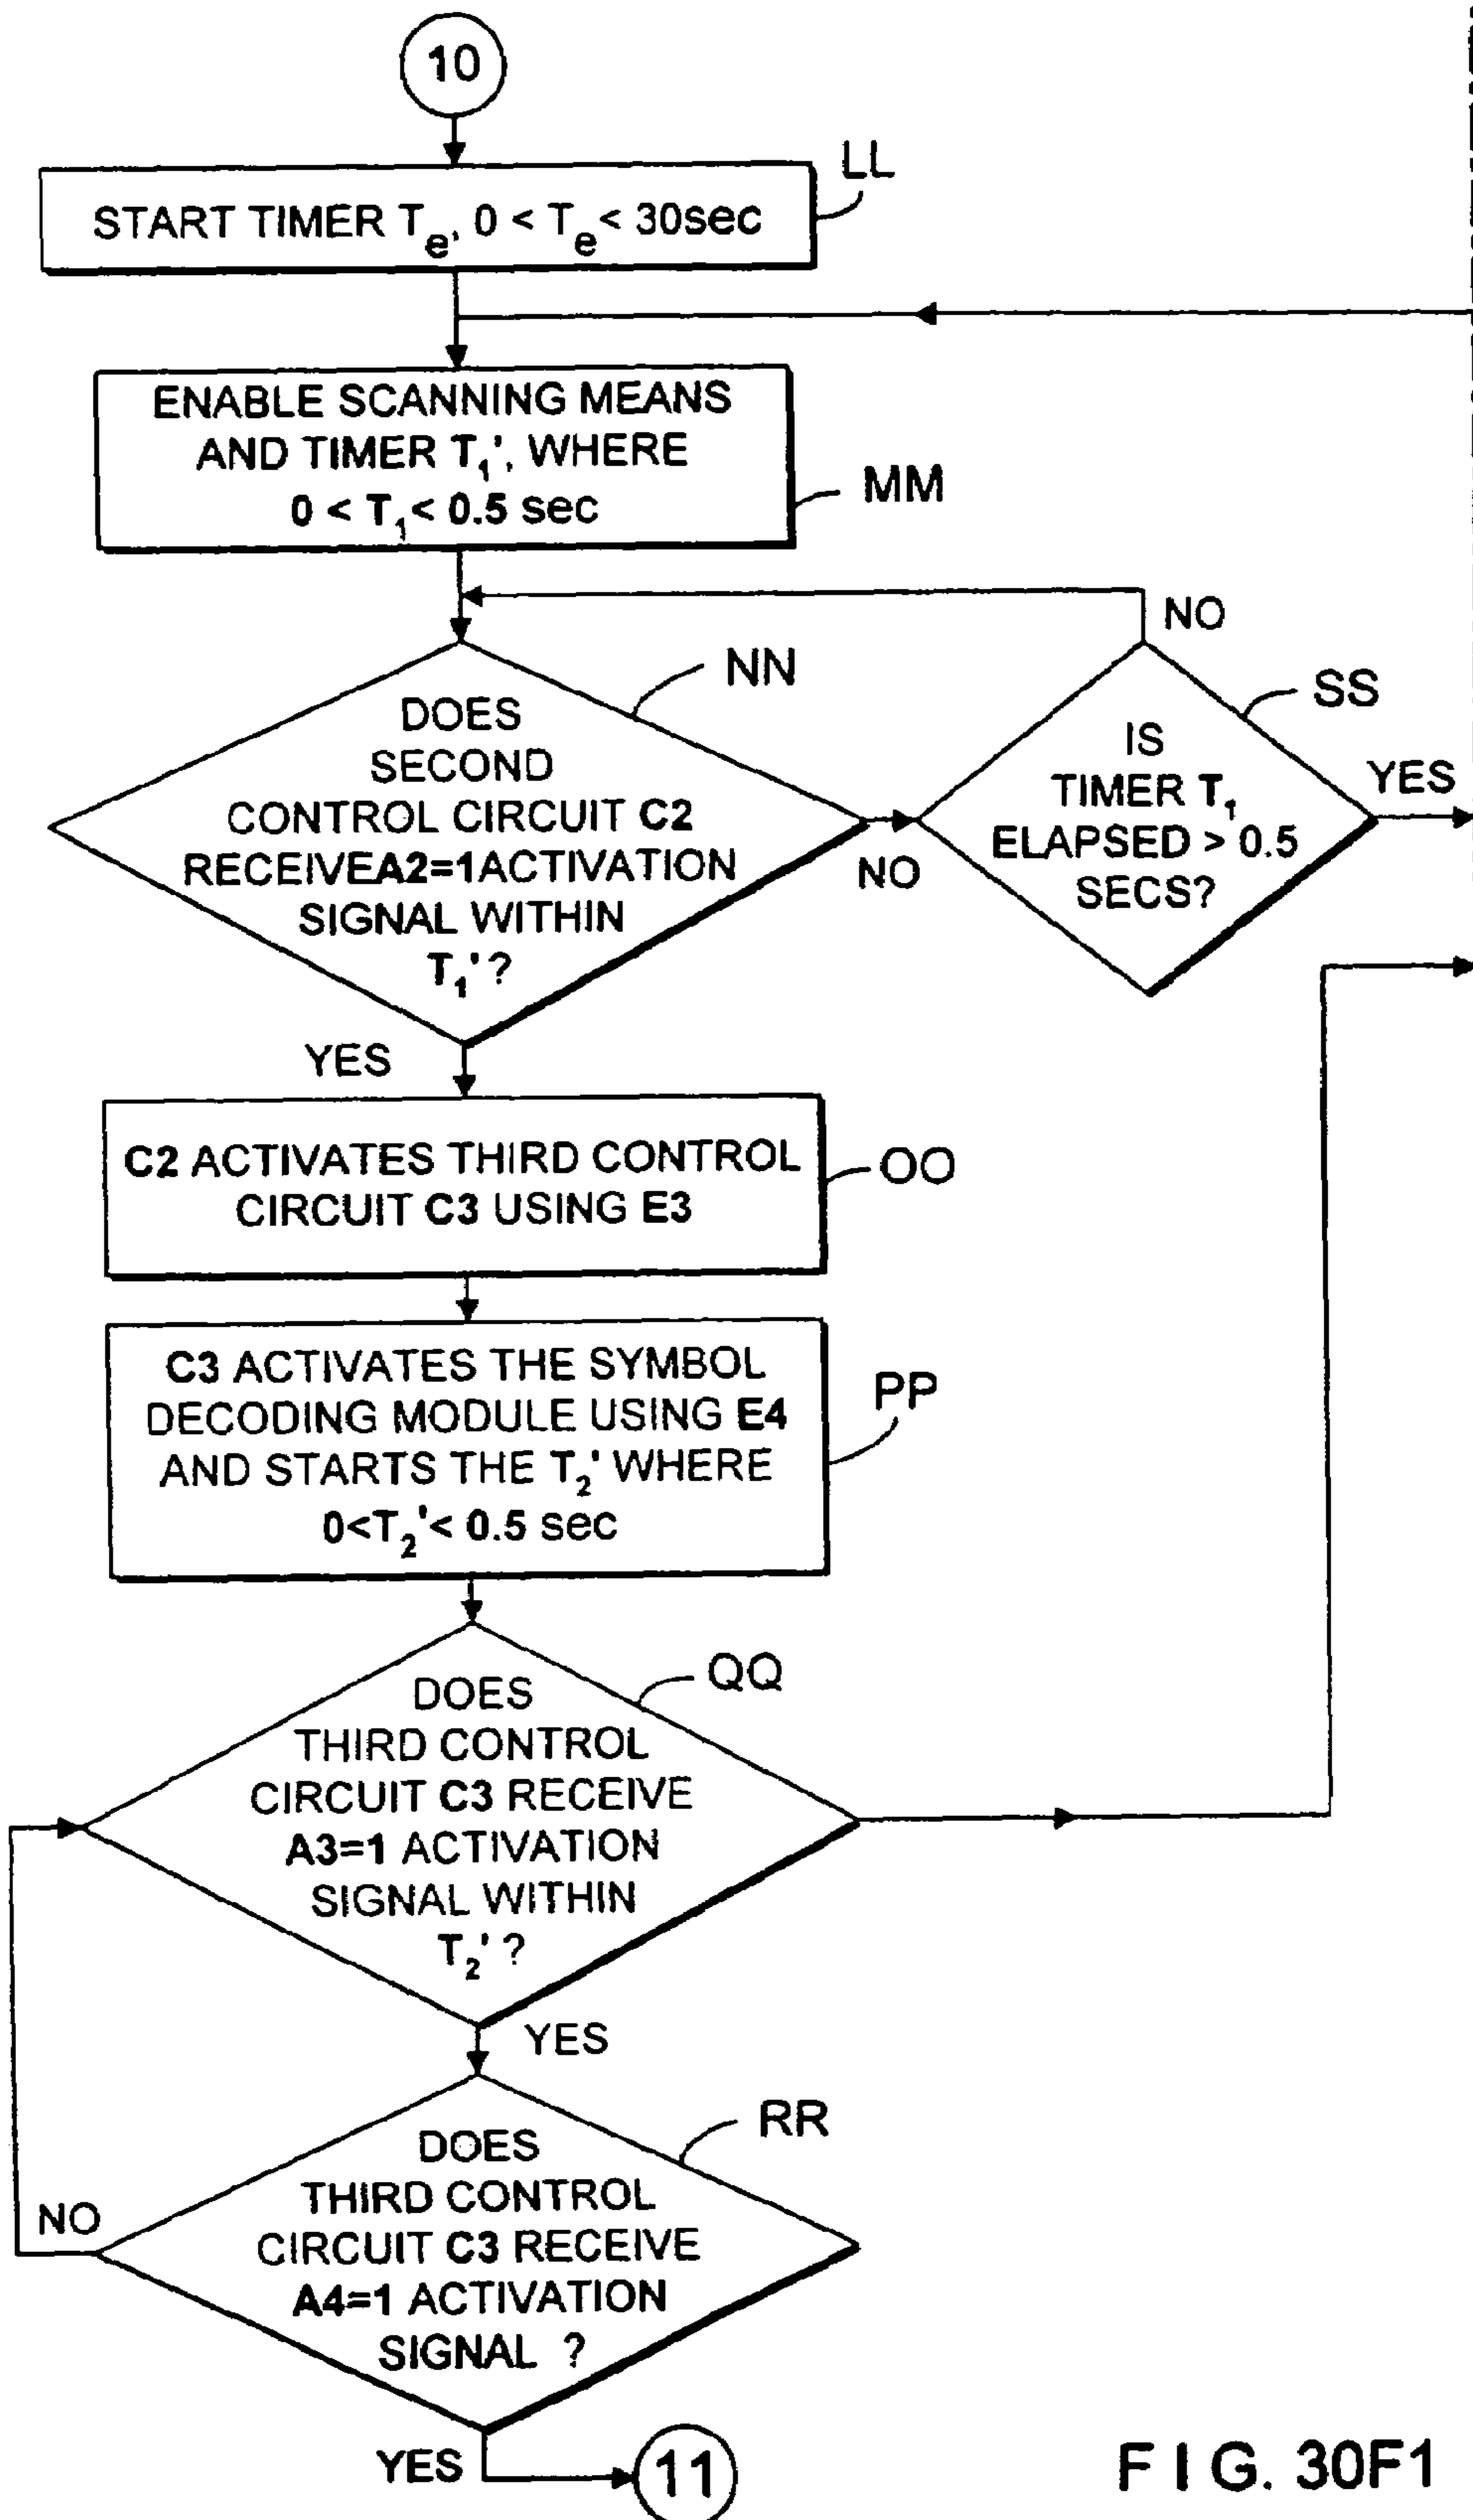 10
LL
START TIMER Te, 0 < Te < 30sec
ENABLE SCANNING MEANS
AND TIMER T1', WHERE
0 < T1 < 0.5 sec
MM
NO
NN
SS
DOES
SECOND
CONTROL CIRCUIT C2
RECEIVEA2=1ACTIVATION
SIGNAL WITHIN
T1' ?
NO
IS
TIMER T1
ELAPSED > 0.5
SECS?
YES
YES
C2 ACTIVATES THIRD CONTROL
CIRCUIT C3 USING E3
OO
C3 ACTIVATES THE SYMBOL
DECODING MODULE USING E4
AND STARTS THE T2' WHERE
0<T2'< 0.5 sec
PP
QQ
DOES
THIRD CONTROL
CIRCUIT C3 RECEIVE
A3=1 ACTIVATION
SIGNAL WITHIN
T2' ?
YES
RR
DOES
THIRD CONTROL
CIRCUIT C3 RECEIVE
A4=1 ACTIVATION
SIGNAL ?
NO
YES
11
FIG. 30F1